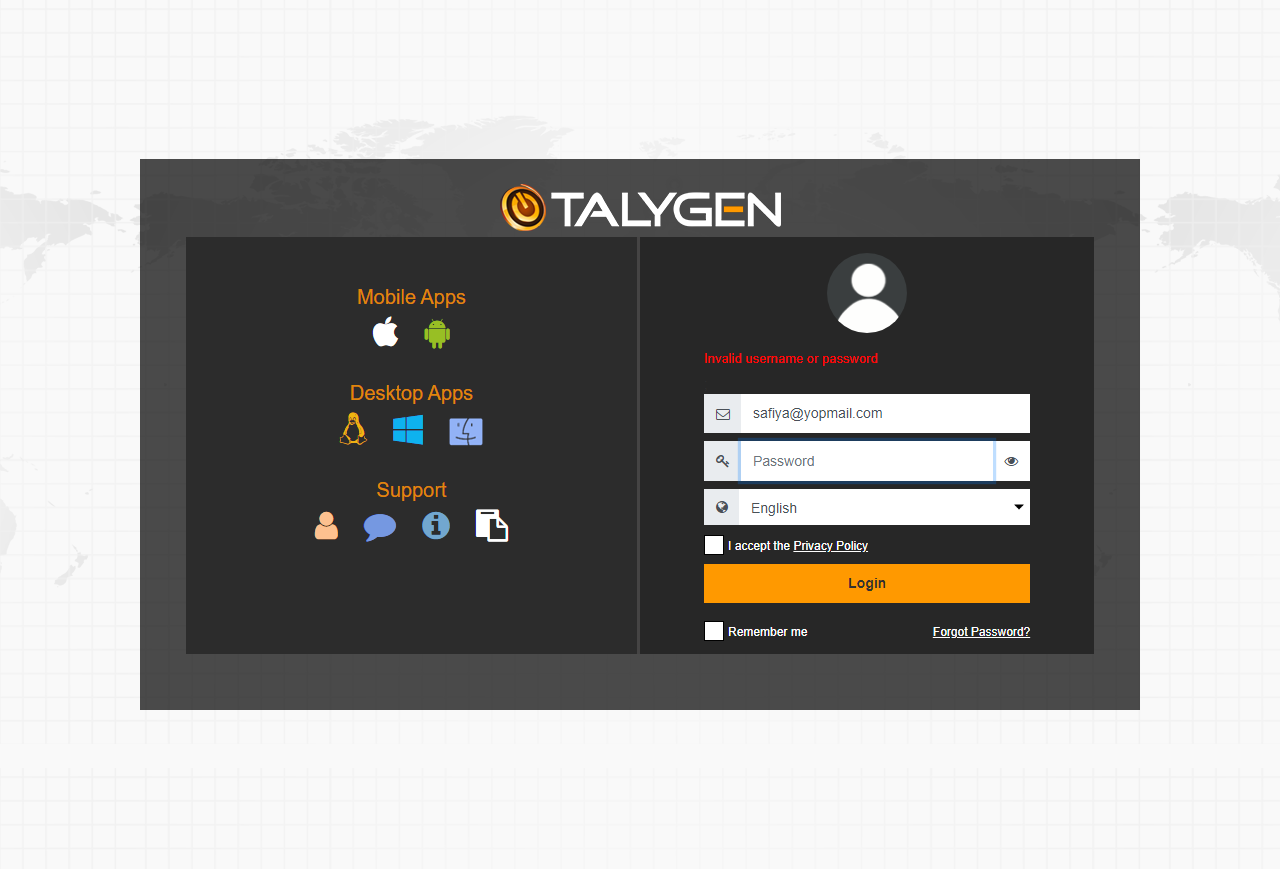 TALYGEN
Mobile Apps
Desktop Apps
Support
Invalid username or password
safiya@yopmail.com
Password
English
I accept the Privacy Policy
Login
Remember me
Forgot Password?